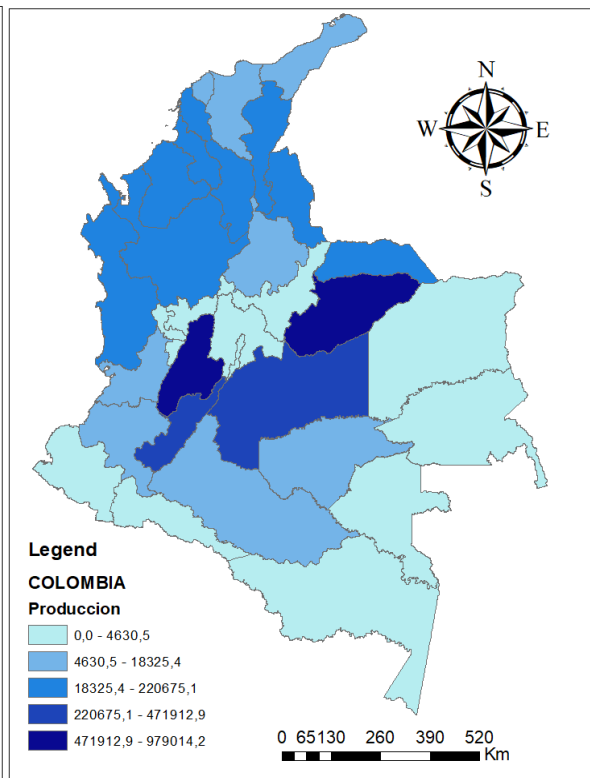 N
W E
S
Legend
COLOMBIA
Produccion
0,0 - 4630,5
4630,5 - 18325,4
18325,4 - 220675,1
220675,1 - 471912,9
471912,9 - 979014,2
0 65130 260 390 520
Km